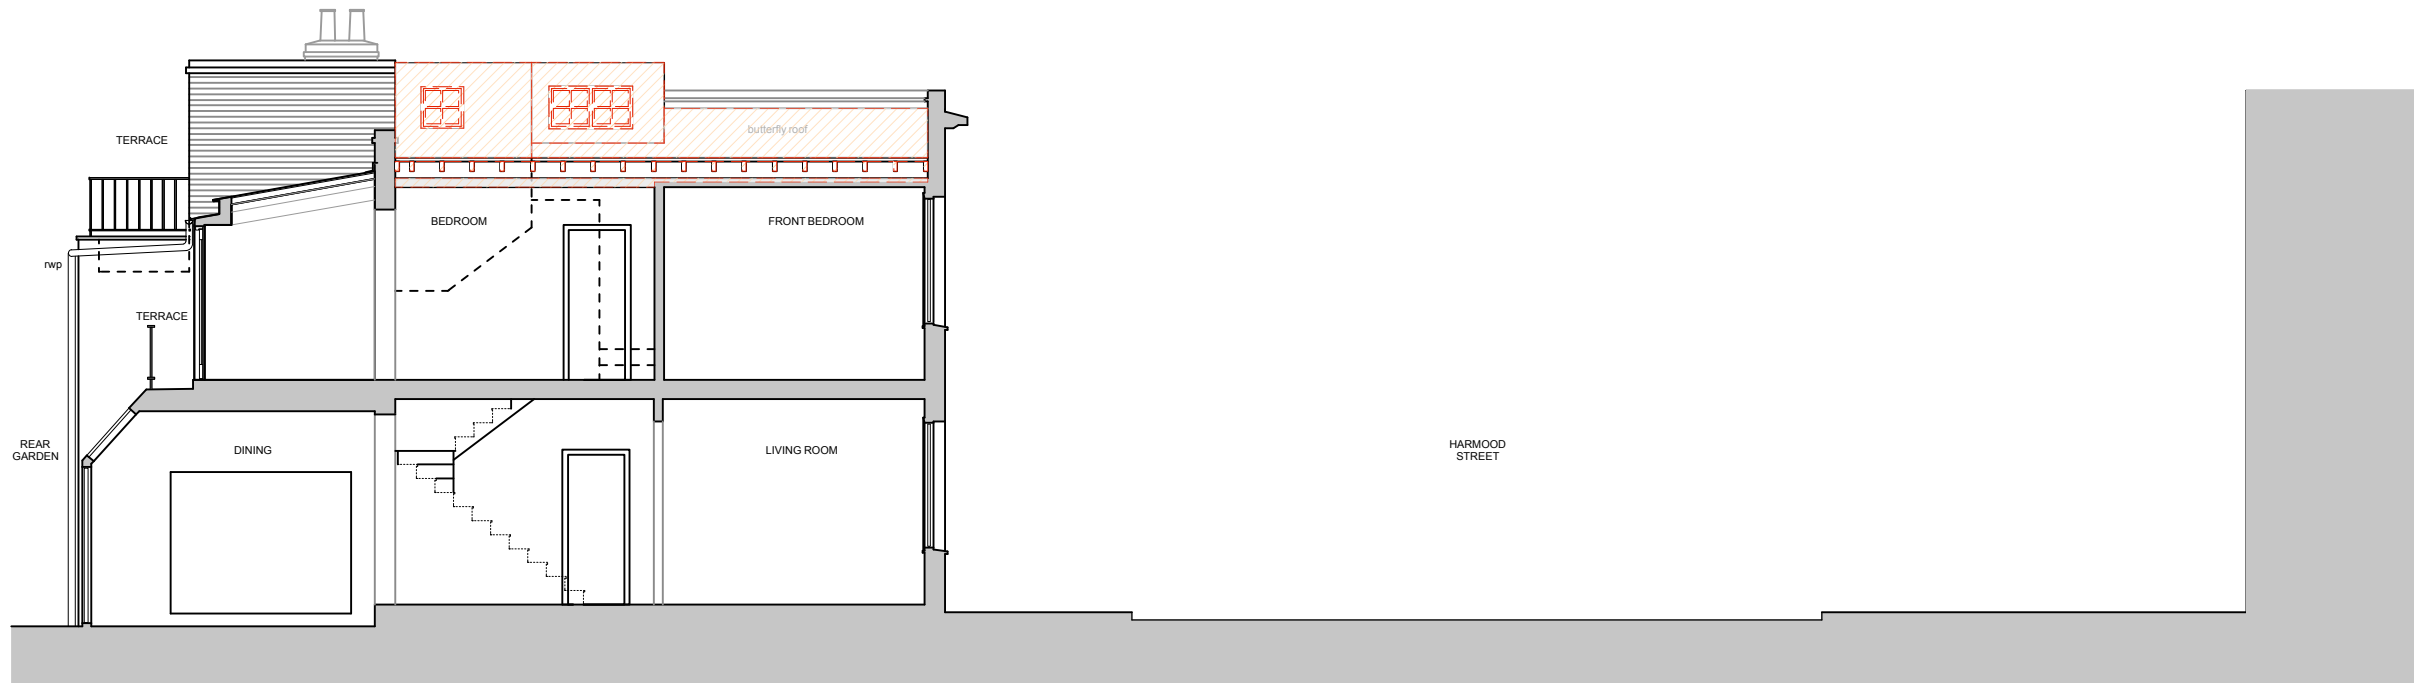 butterfly roof
TERRACE
BEDROOM
FRONT BEDROOM
rwp
TERRACE
REAR
GARDEN
DINING
LIVING ROOM
HARMOOD
STREET